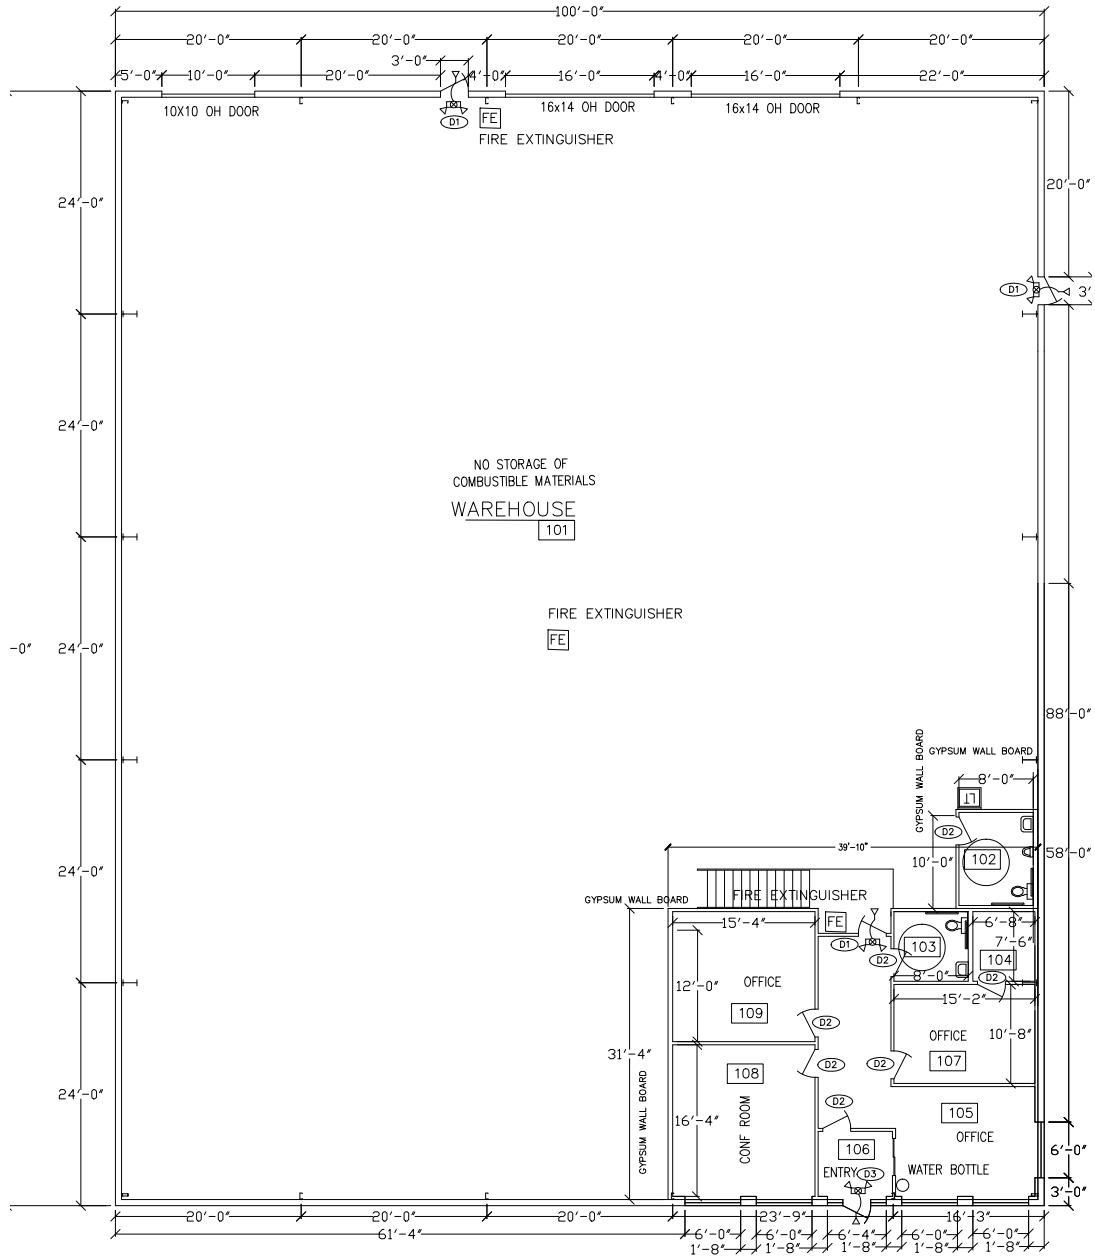 100'-0"
20'-0" 20'-0" 20'-0" 20'-0" 20'-0"
3'-0"
5'-0" 10'-0" 20'-0" 4'-0" 16'-0" 4'-0" 16'-0" 22'-0"
10X10 OH DOOR 16x14 OH DOOR 16x14 OH DOOR
D1 FE
FIRE EXTINGUISHER
24'-0" 20'-0"
D1 3'
24'-0"
NO STORAGE OF
COMBUSTIBLE MATERIALS
WAREHOUSE
101
FIRE EXTINGUISHER
FE
-0" 24'-0"
88'-0"
GYPSUM WALL BOARD
GYPSUM WALL BOARD
8'-0"
LT
D2
39'-10"
58'-0"
10'-0" 102
24'-0"
FIRE EXTINGUISHER
GYPSUM WALL BOARD
15'-4" FE 6'-8"
D1 103 7'-6"
D2 104
8'-0" D2
12'-0" OFFICE
109
15'-2"
D2
OFFICE 10'-8"
107
31'-4"
D2 D2
108
24'-0"
GYPSUM WALL BOARD
CONF ROOM
16'-4"
D2
105
OFFICE
106
6'-0"
ENTRY D3 WATER BOTTLE
3'-0"
20'-0" 20'-0" 20'-0" 23'-9" 16'-3"
61'-4" 6'-0" 6'-0" 6'-4" 6'-0" 6'-0"
1'-8" 1'-8" 1'-8" 1'-8" 1'-8"